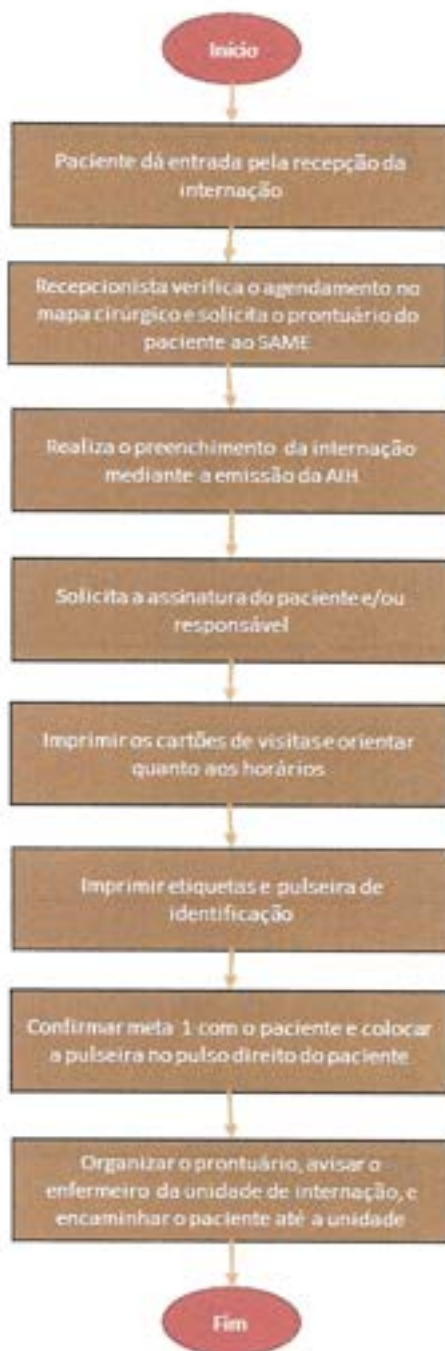 Início
Paciente dá entrada pela recepção da
internação
Recepcionista verifica o agendamento no
mapa cirúrgico e solicita o prontuário do
paciente ao SAME
Realiza o preenchimento da internação
mediante a emissão da AIH
Solicita a assinatura do paciente e/ou
responsável
Imprimir os cartões de visitas e orientar
quanto aos horários
Imprimir etiquetas e pulseira de
identificação
Confirmar meta 1 com o paciente e colocar
a pulseira no pulso direito do paciente
Organizar o prontuário, avisar o
enfermeiro da unidade de internação, e
encaminhar o paciente até a unidade
Fim